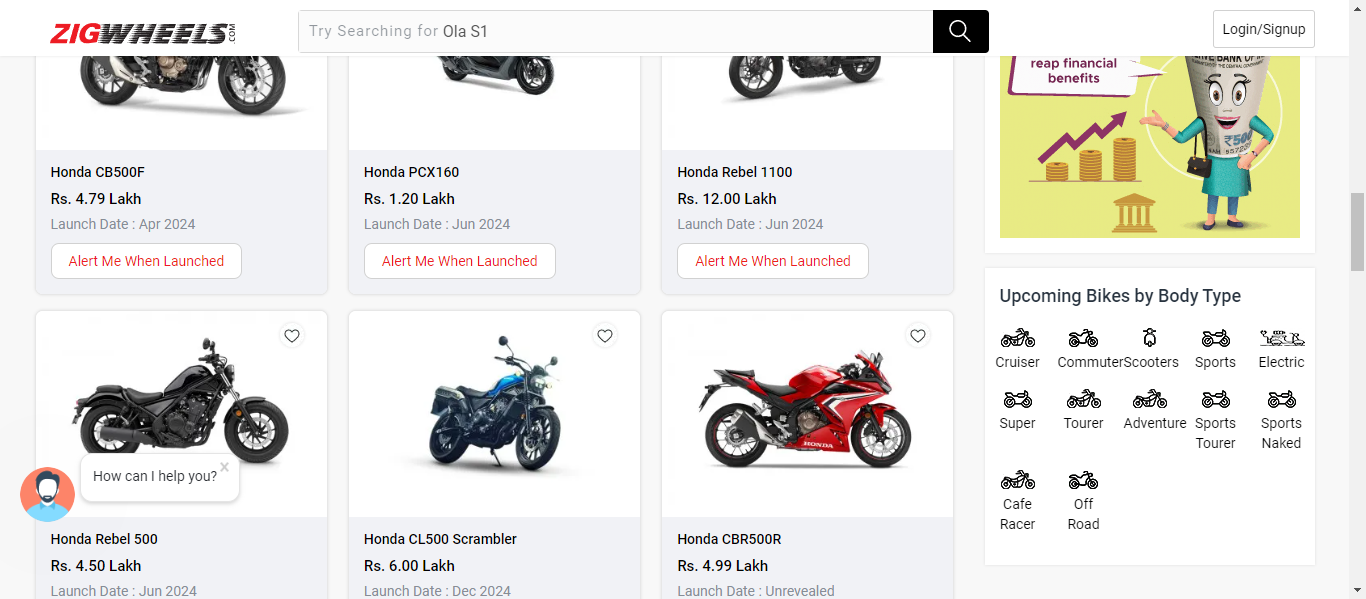 ZIGWHEELS.COM
Try Searching for Ola S1
Login/Signup
Honda CB500F
Rs. 4.79 Lakh
Launch Date : Apr 2024
Alert Me When Launched
Honda PCX160
Rs. 1.20 Lakh
Launch Date : Jun 2024
Alert Me When Launched
Honda Rebel 1100
Rs. 12.00 Lakh
Launch Date : Jun 2024
Alert Me When Launched
reap financial
benefits
₹500
Upcoming Bikes by Body Type
Cruiser
Commuter
Scooters
Sports
Electric
Super
Tourer
Adventure
Sports
Tourer
Sports
Naked
Cafe
Racer
Off
Road
HONDA
How can I help you?
Honda Rebel 500
Rs. 4.50 Lakh
Launch Date : Jun 2024
Honda CL500 Scrambler
Rs. 6.00 Lakh
Launch Date : Dec 2024
Honda CBR500R
Rs. 4.99 Lakh
Launch Date : Unrevealed